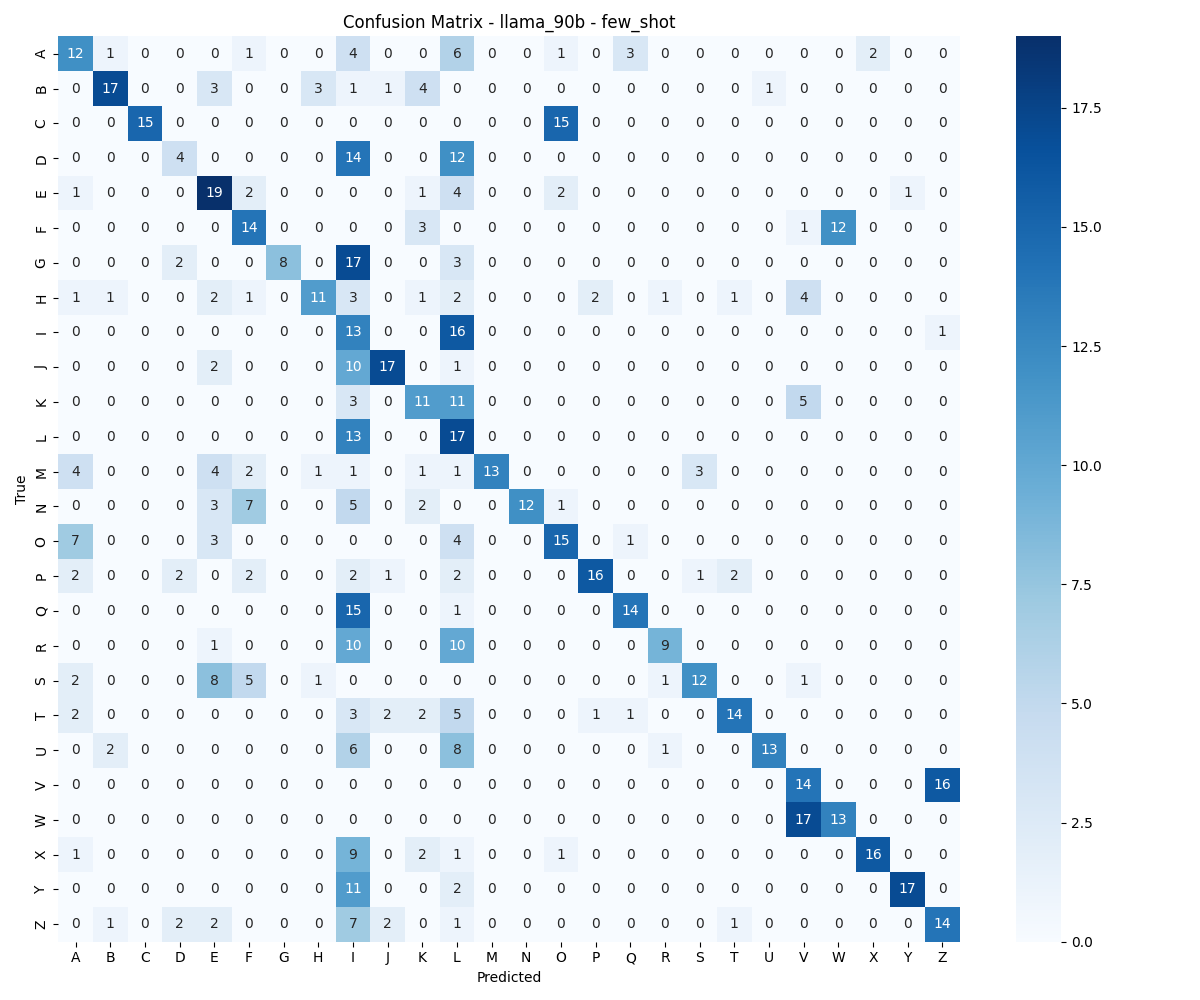 Confusion Matrix - llama_90b - few_shot
A 12 1 0 0 0 1 0 0 4 0 0 6 0 0 1 0 3 0 0 0 0 0 0 2 0 0
B 0 17 0 0 3 0 0 3 1 1 4 0 0 0 0 0 0 0 0 0 1 0 0 0 0 0
C 0 0 15 0 0 0 0 0 0 0 0 0 0 0 15 0 0 0 0 0 0 0 0 0 0 0
D 0 0 0 4 0 0 0 0 14 0 0 12 0 0 0 0 0 0 0 0 0 0 0 0 0 0
E 1 0 0 0 19 2 0 0 0 0 1 4 0 0 2 0 0 0 0 0 0 0 0 0 1 0
F 0 0 0 0 0 14 0 0 0 0 3 0 0 0 0 0 0 0 0 0 0 1 12 0 0 0
G 0 0 0 2 0 0 8 0 17 0 0 3 0 0 0 0 0 0 0 0 0 0 0 0 0 0
H 1 1 0 0 2 1 0 11 3 0 1 2 0 0 0 2 0 1 0 1 0 4 0 0 0 0
I 0 0 0 0 0 0 0 0 13 0 0 16 0 0 0 0 0 0 0 0 0 0 0 0 0 1
J 0 0 0 0 2 0 0 0 10 17 0 1 0 0 0 0 0 0 0 0 0 0 0 0 0 0
K 0 0 0 0 0 0 0 0 3 0 11 11 0 0 0 0 0 0 0 0 0 5 0 0 0 0
L 0 0 0 0 0 0 0 0 13 0 0 17 0 0 0 0 0 0 0 0 0 0 0 0 0 0
M 4 0 0 0 4 2 0 1 1 0 1 1 13 0 0 0 0 0 3 0 0 0 0 0 0 0
N 0 0 0 0 3 7 0 0 5 0 2 0 0 12 1 0 0 0 0 0 0 0 0 0 0 0
O 7 0 0 0 3 0 0 0 0 0 0 4 0 0 15 0 1 0 0 0 0 0 0 0 0 0
P 2 0 0 2 0 2 0 0 2 1 0 2 0 0 0 16 0 0 1 2 0 0 0 0 0 0
Q 0 0 0 0 0 0 0 0 15 0 0 1 0 0 0 0 14 0 0 0 0 0 0 0 0 0
R 0 0 0 0 1 0 0 0 10 0 0 10 0 0 0 0 0 9 0 0 0 0 0 0 0 0
S 2 0 0 0 8 5 0 1 0 0 0 0 0 0 0 0 0 1 12 0 0 1 0 0 0 0
T 2 0 0 0 0 0 0 0 3 2 2 5 0 0 0 1 1 0 0 14 0 0 0 0 0 0
U 0 2 0 0 0 0 0 0 6 0 0 8 0 0 0 0 0 1 0 0 13 0 0 0 0 0
V 0 0 0 0 0 0 0 0 0 0 0 0 0 0 0 0 0 0 0 0 0 14 0 0 0 16
W 0 0 0 0 0 0 0 0 0 0 0 0 0 0 0 0 0 0 0 0 0 17 13 0 0 0
X 1 0 0 0 0 0 0 0 9 0 2 1 0 0 1 0 0 0 0 0 0 0 0 16 0 0
Y 0 0 0 0 0 0 0 0 11 0 0 2 0 0 0 0 0 0 0 0 0 0 0 0 17 0
Z 0 1 0 2 2 0 0 0 7 2 0 1 0 0 0 0 0 0 0 1 0 0 0 0 0 14
A B C D E F G H I J K L M N O P Q R S T U V W X Y Z
Predicted
True
17.5
15.0
12.5
10.0
7.5
5.0
2.5
0.0